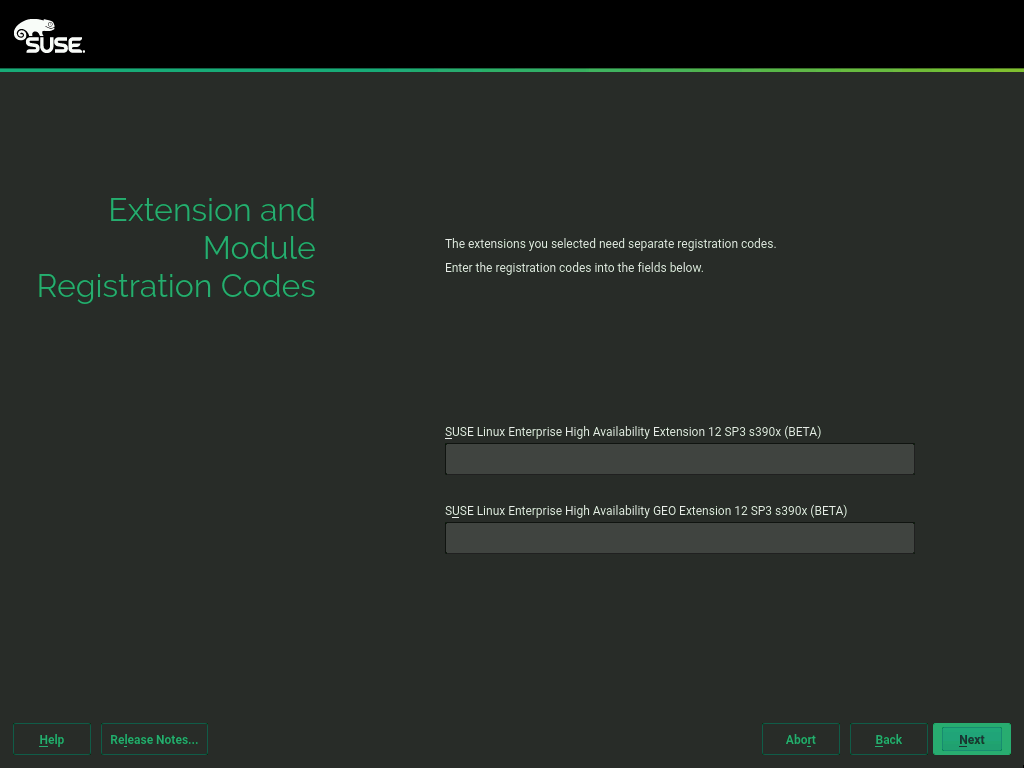 SUSE.
Extension and
Module
Registration Codes
The extensions you selected need separate registration codes.
Enter the registration codes into the fields below.
SUSE Linux Enterprise High Availability Extension 12 SP3 s390x (BETA)
SUSE Linux Enterprise High Availability GEO Extension 12 SP3 s390x (BETA)
Help
Release Notes...
Abort
Back
Next